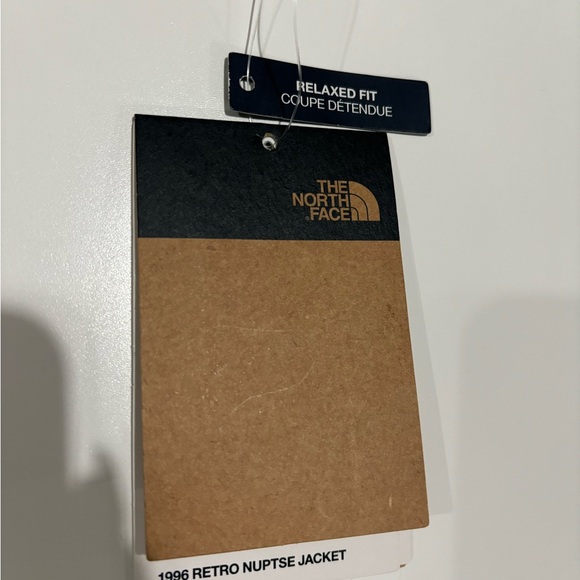 RELAXED FIT
COUPE DÉTENDUE
THE
NORTH
FACE
1996 RETRO NUPTSE JACKET